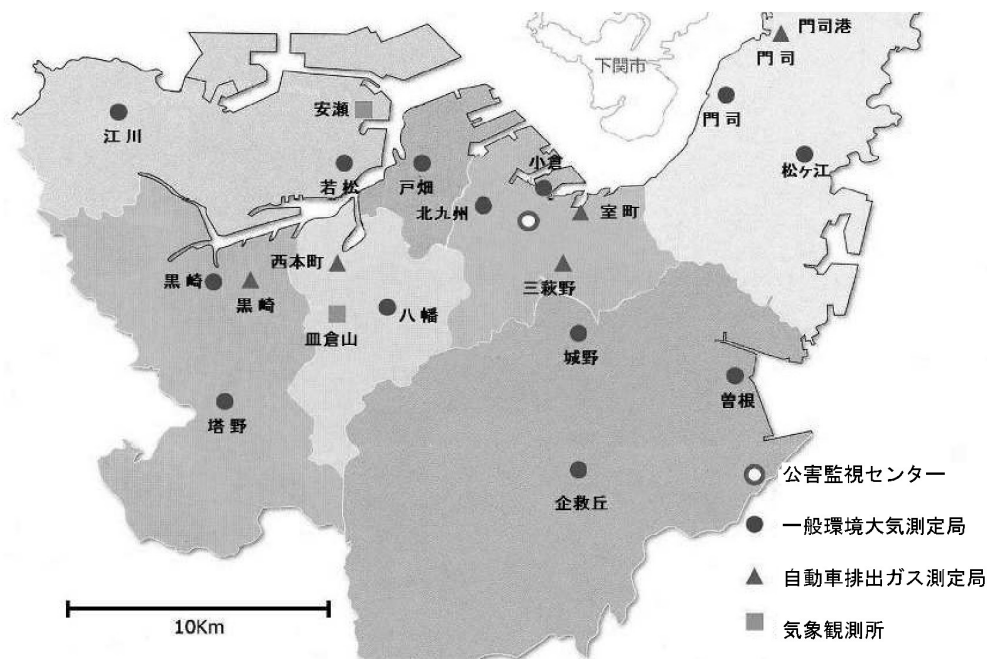 門司港
門司
下関市
安瀬
江川
門司
若松
戸畑
小倉
松ヶ江
北九州
室町
西本町
黒崎
黒崎
三萩野
八幡
皿倉山
城野
曽根
塔野
企救丘
公害監視センター
一般環境大気測定局
自動車排出ガス測定局
気象観測所
10Km